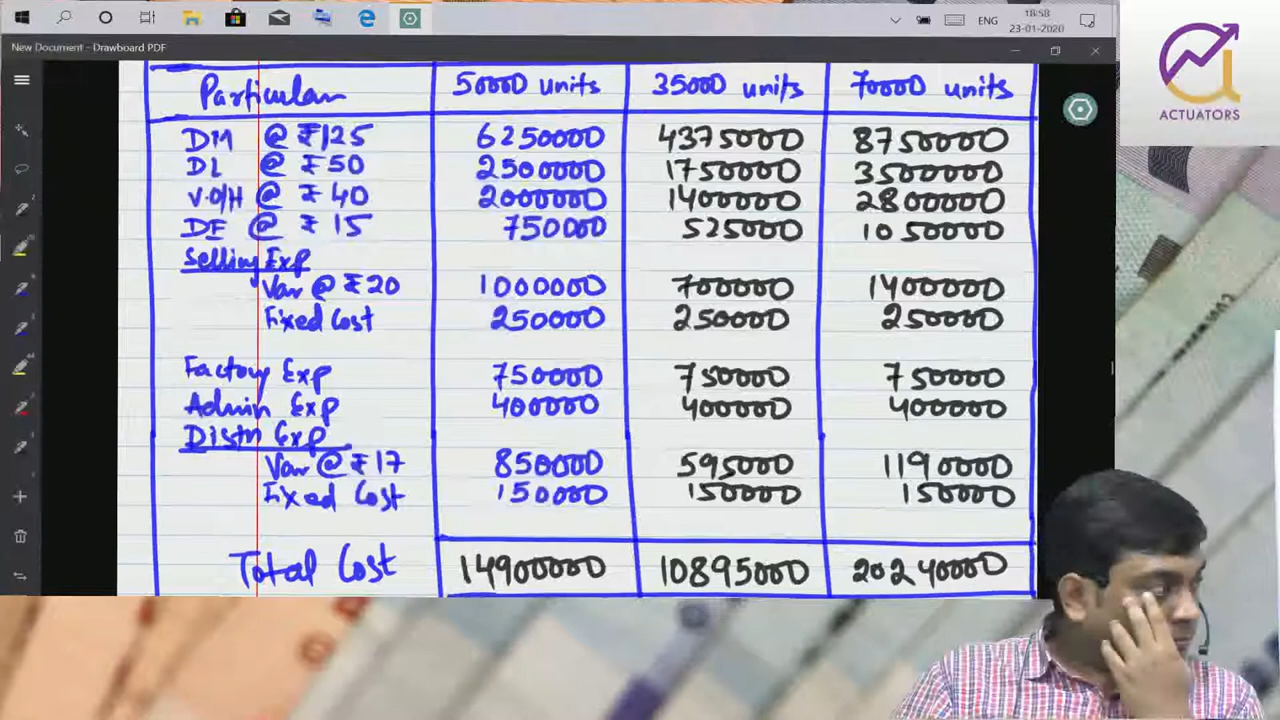 18:58
ENG
23-01-2020
New Document - Drawboard PDF
ACTUATORS
Particulars 50000 units 35000 units 70000 units
DM @ ₹125 6250000 4375000 8750000
DL @ ₹50 2500000 1750000 3500000
V.O/H @ ₹ 40 2000000 1400000 2800000
DE @ ₹ 15 750000 525000 1050000
Selling Exp
Var @ ₹20 1000000 700000 1400000
Fixed Cost 250000 250000 250000
Factory Exp 750000 750000 750000
Admin Exp 400000 400000 400000
Distn Exp
Var @ ₹17 850000 595000 1190000
Fixed Cost 150000 150000 150000
Total Cost 14900000 10895000 20240000